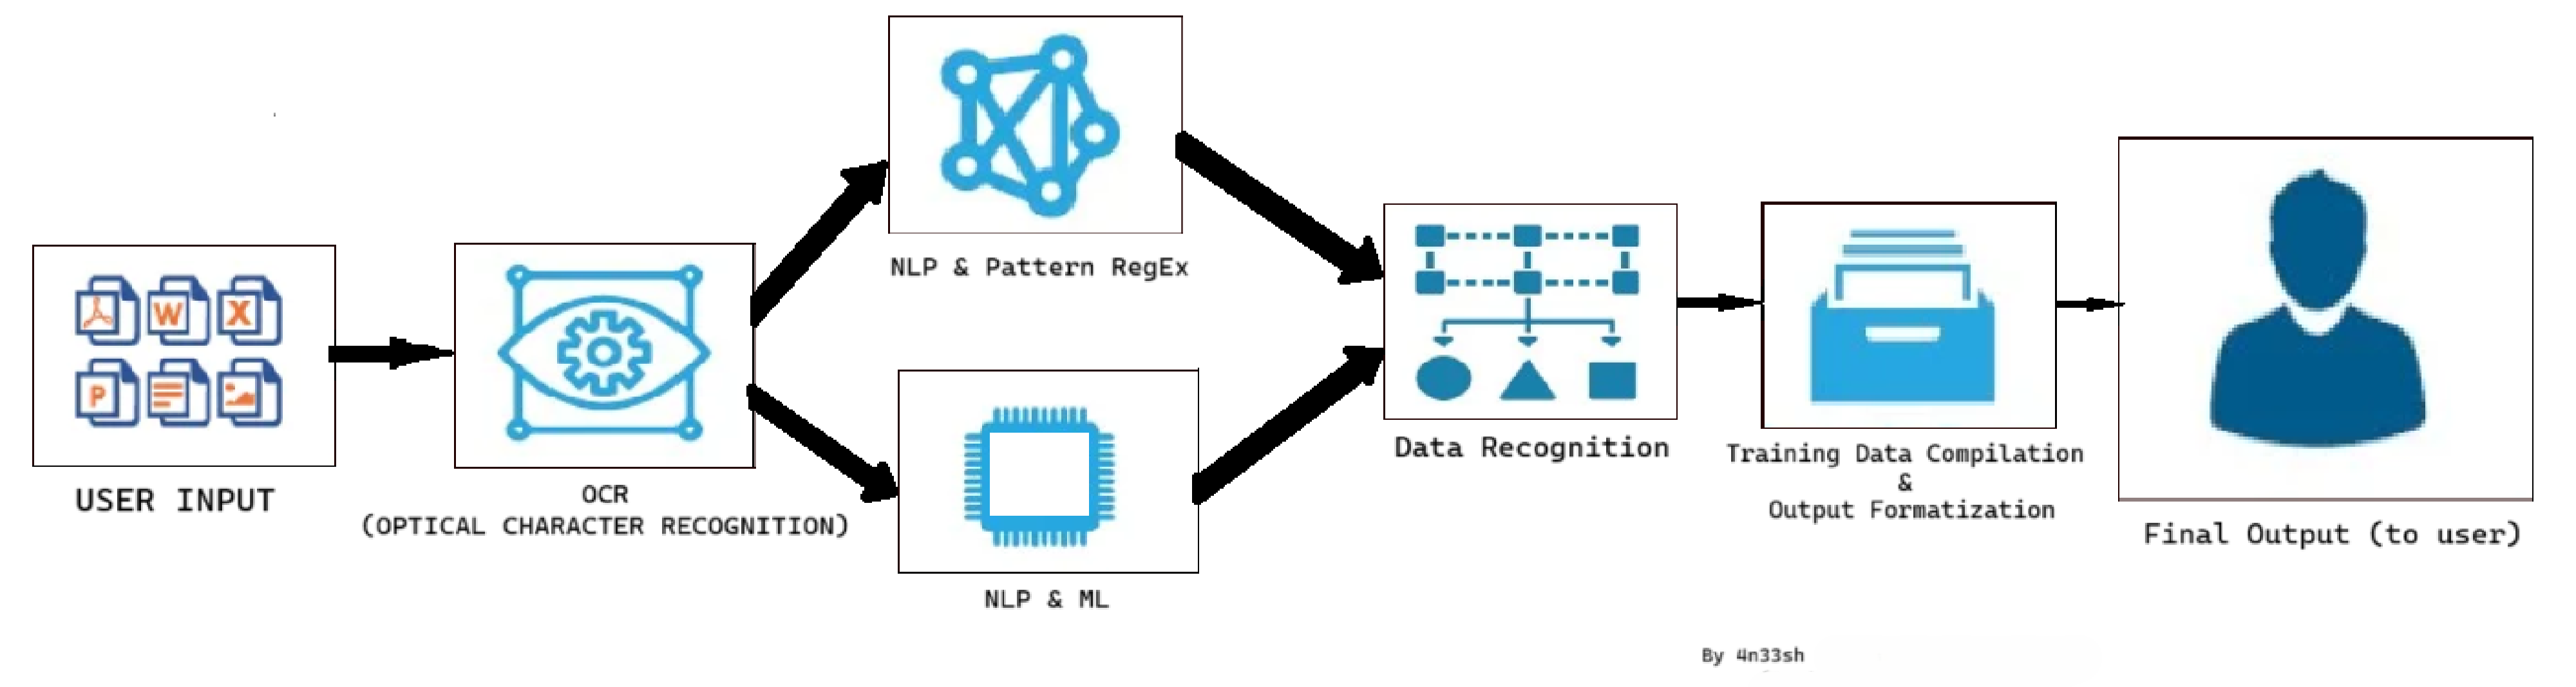 W
X
P
USER INPUT
OCR
(OPTICAL CHARACTER RECOGNITION)
NLP & Pattern RegEx
NLP & ML
Data Recognition
Training Data Compilation
&
Output Formatization
Final Output (to user)
By 4n33sh